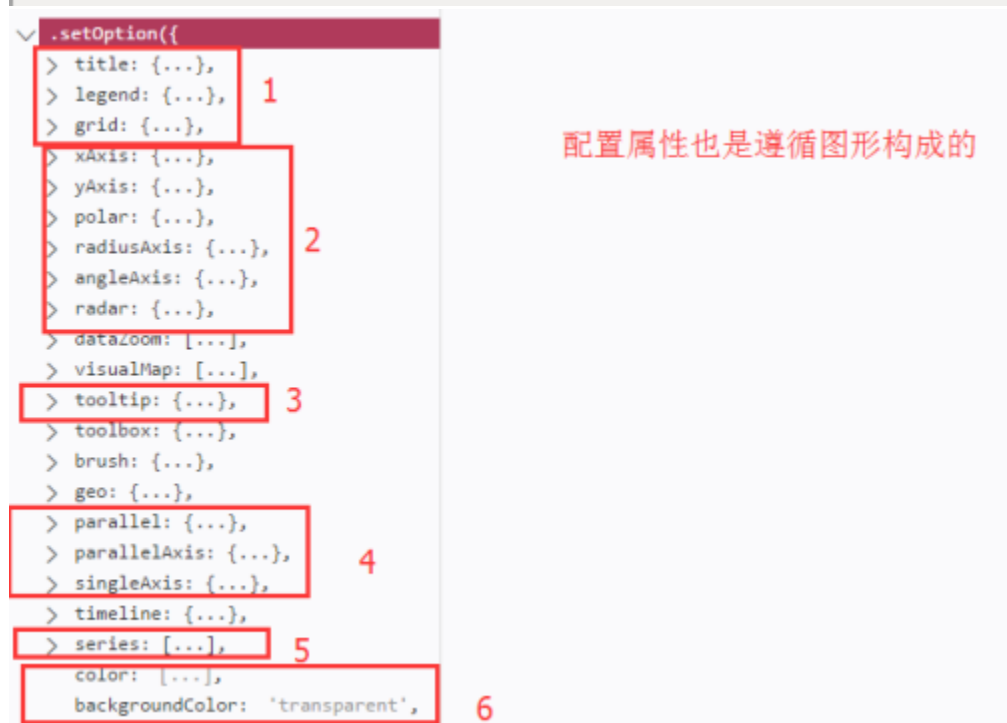 .setOption({
title: {...},
legend: {...},
1
grid: {...},
配置属性也是遵循图形构成的
xAxis: {...},
yAxis: {...},
polar: {...},
2
radiusAxis: {...},
angleAxis: {...},
radar: {...},
dataZoom: [...],
visualMap: [...],
tooltip: {...},
3
toolbox: {...},
brush: {...},
geo: {...},
parallel: {...},
parallelAxis: {...},
4
singleAxis: {...},
timeline: {...},
series: [...],
5
color: [...],
backgroundColor: 'transparent',
6